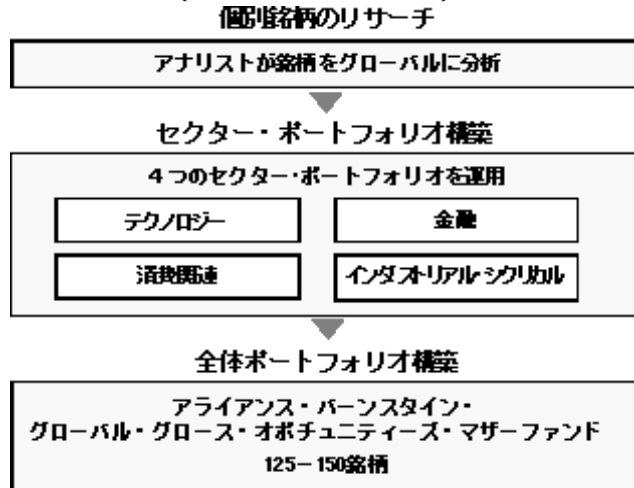 個別銘柄のリサーチ
アナリストが銘柄をグローバルに分析
セクター・ポートフォリオ構築
4つのセクター・ポートフォリオを運用
テクノロジー
金融
消費関連
インダストリアル・シクリカル
全体ポートフォリオ構築
アライアンス・バーンスタイン・
グローバル・グロース・オポチュニティーズ・マザーファンド
125－150銘柄